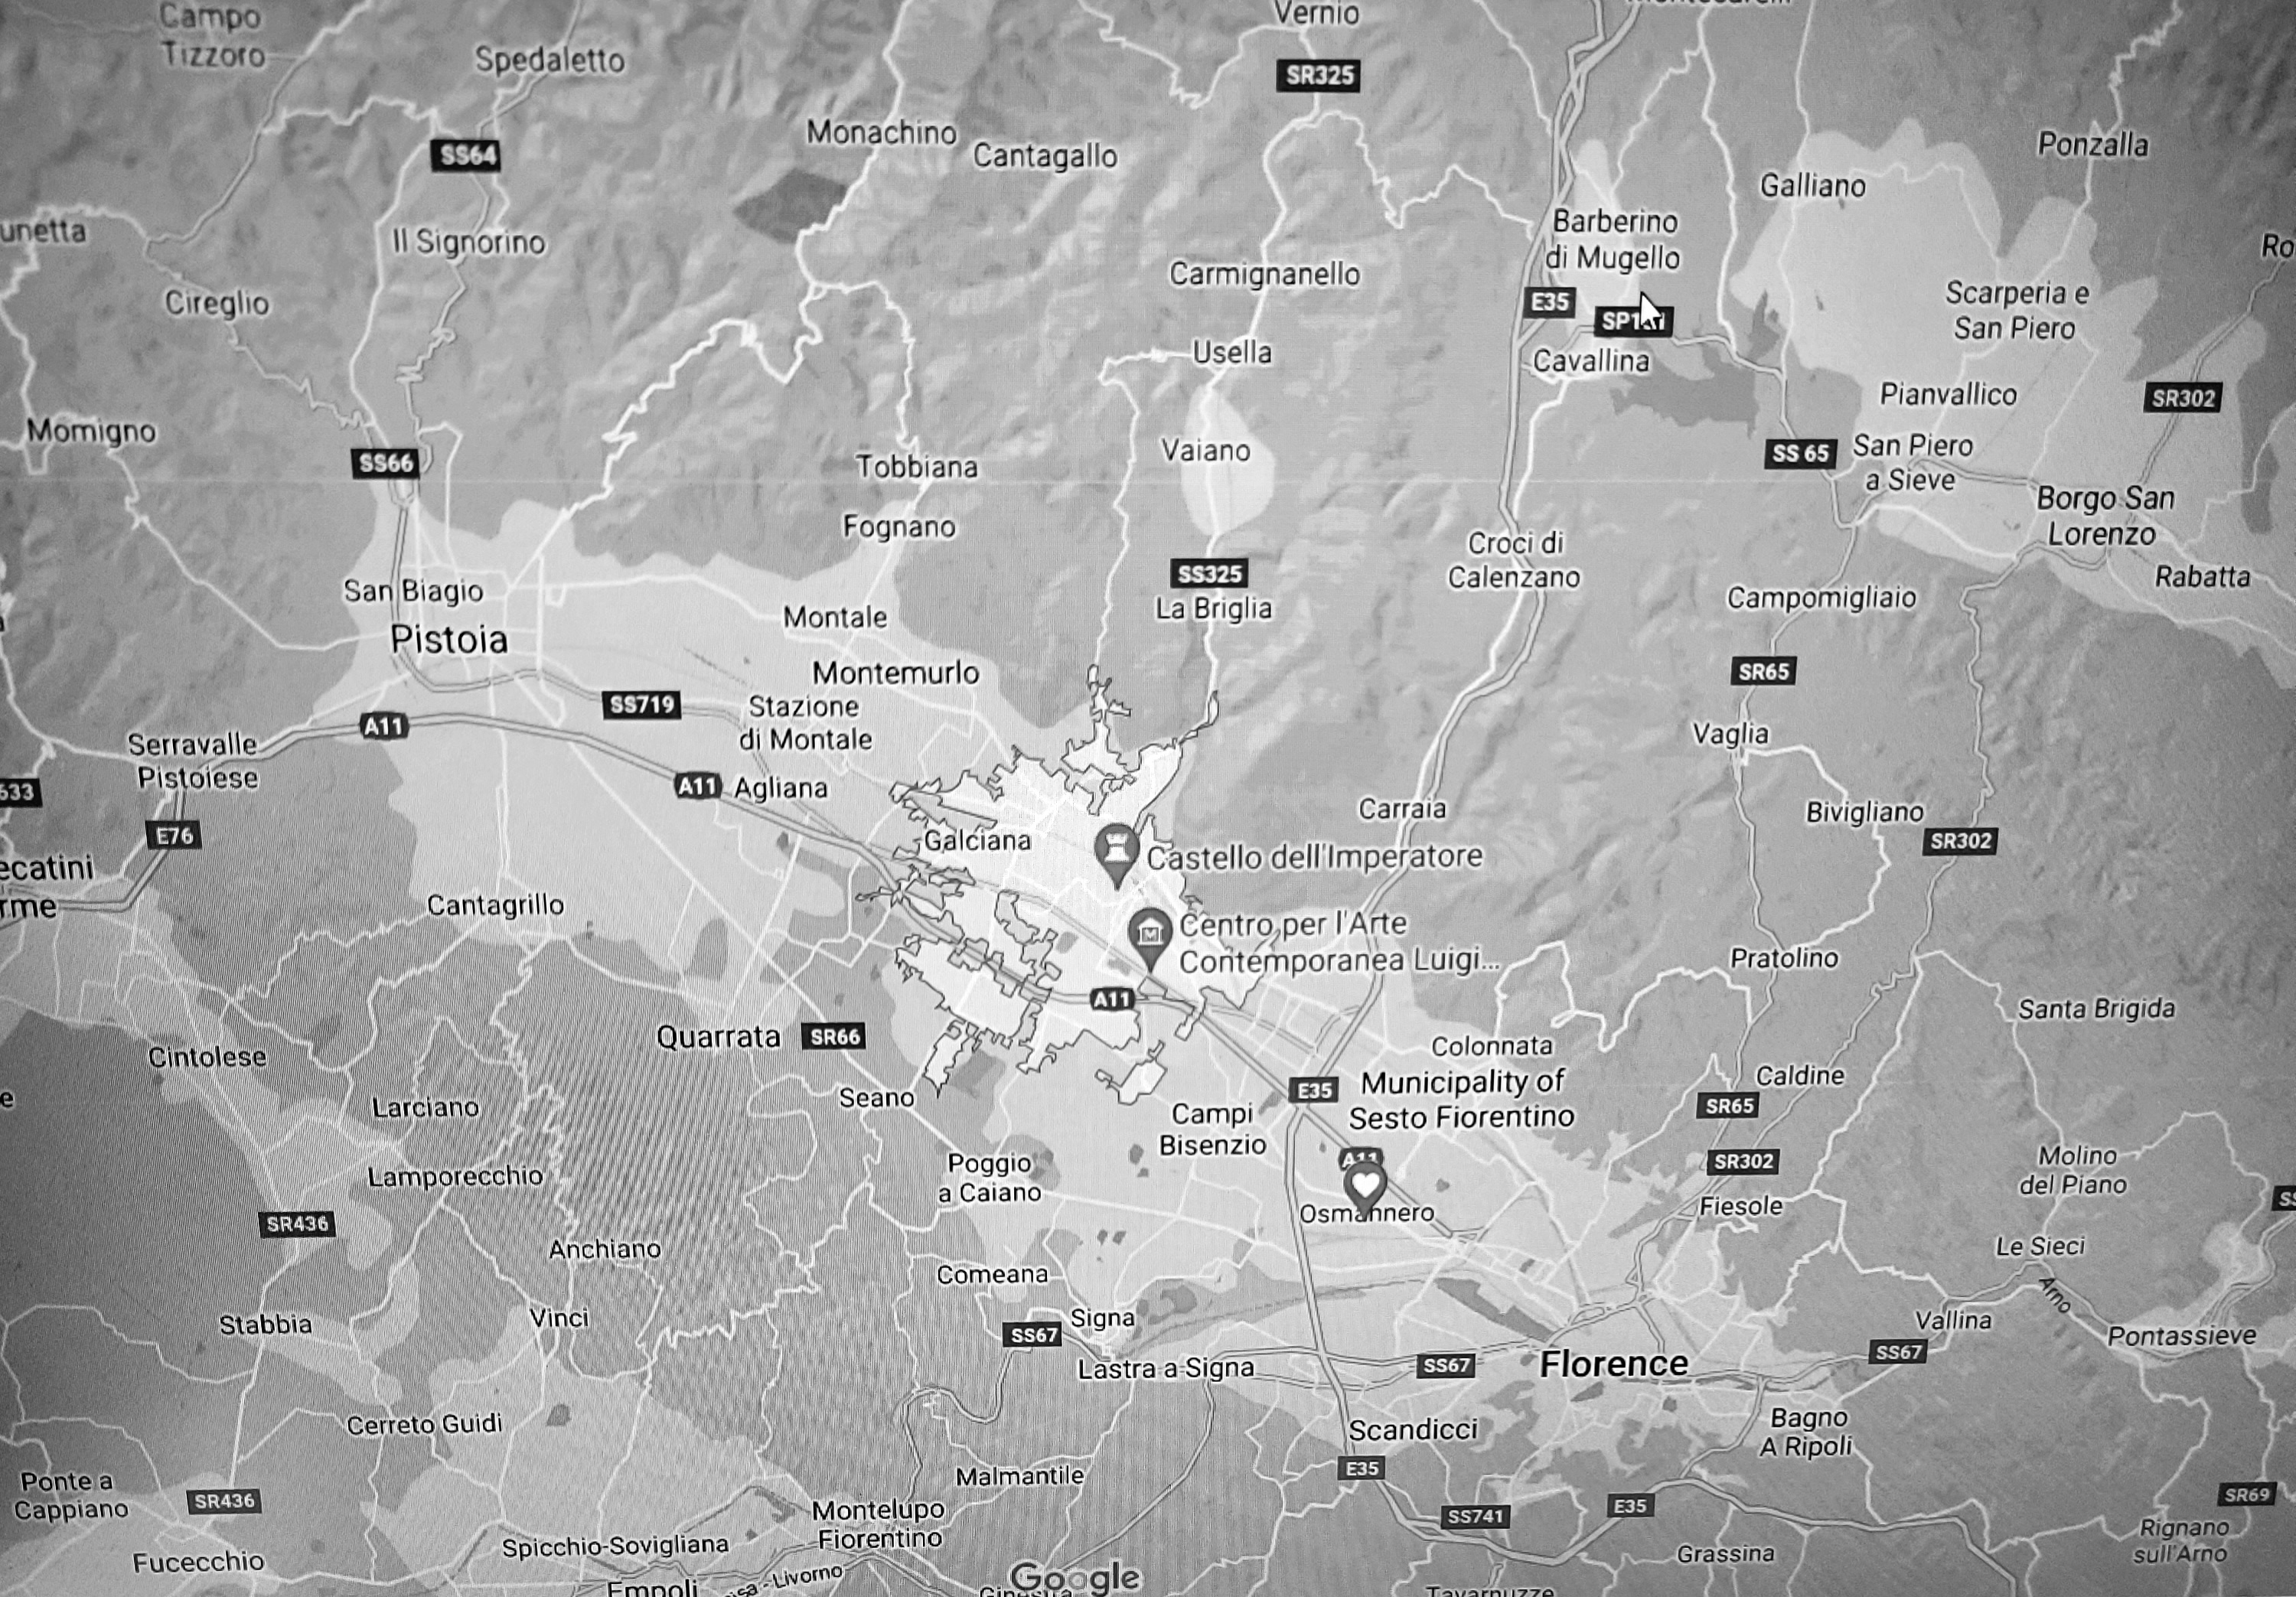 Campo
Tizzoro
Spedaletto
Vernio
SR325
SS64
Monachino
Cantagallo
Ponzalla
Galliano
unetta
Il Signorino
Barberino
di Mugello
Ro
Cireglio
Carmignanello
E35
Scarperia e
San Piero
Usella
Cavallina
Pianvallico
SR302
Momigno
SS66
Tobbiana
Vaiano
SS 65
San Piero
a Sieve
Fognano
Borgo San
Lorenzo
Croci di
Calenzano
SS325
Rabatta
San Biagio
La Briglia
Campomigliaio
Pistoia
Montale
Montemurlo
SR65
SS719
Stazione
di Montale
A11
Vaglia
Serravalle
Pistoiese
633
A11
Agliana
Carraia
Bivigliano
E76
Galciana
SR302
Castello dell'Imperatore
ecatini
rme
Cantagrillo
Centro per l'Arte
Contemporanea Luigi...
Pratolino
A11
Santa Brigida
Quarrata
SR66
Cintolese
Colonnata
Municipality of
Sesto Fiorentino
E35
Caldine
Seano
Larciano
SR65
Campi
Bisenzio
A11
SR302
Poggio
a Caiano
Molino
del Piano
Lamporecchio
Osmannero
Fiesole
SR436
Anchiano
Le Sieci
Comeana
Arno
Stabbia
Vinci
Signa
SS67
Vallina
Pontassieve
Lastra a Signa
SS67
Florence
SS67
Cerreto Guidi
Scandicci
Bagno
A Ripoli
Ponte a
Cappiano
Malmantile
E35
SR436
Montelupo
Fiorentino
SS741
E35
SR69
Spicchio-Sovigliana
Rignano
sull'Arno
Fucecchio
Grassina
Google
Empoli
- Livorno